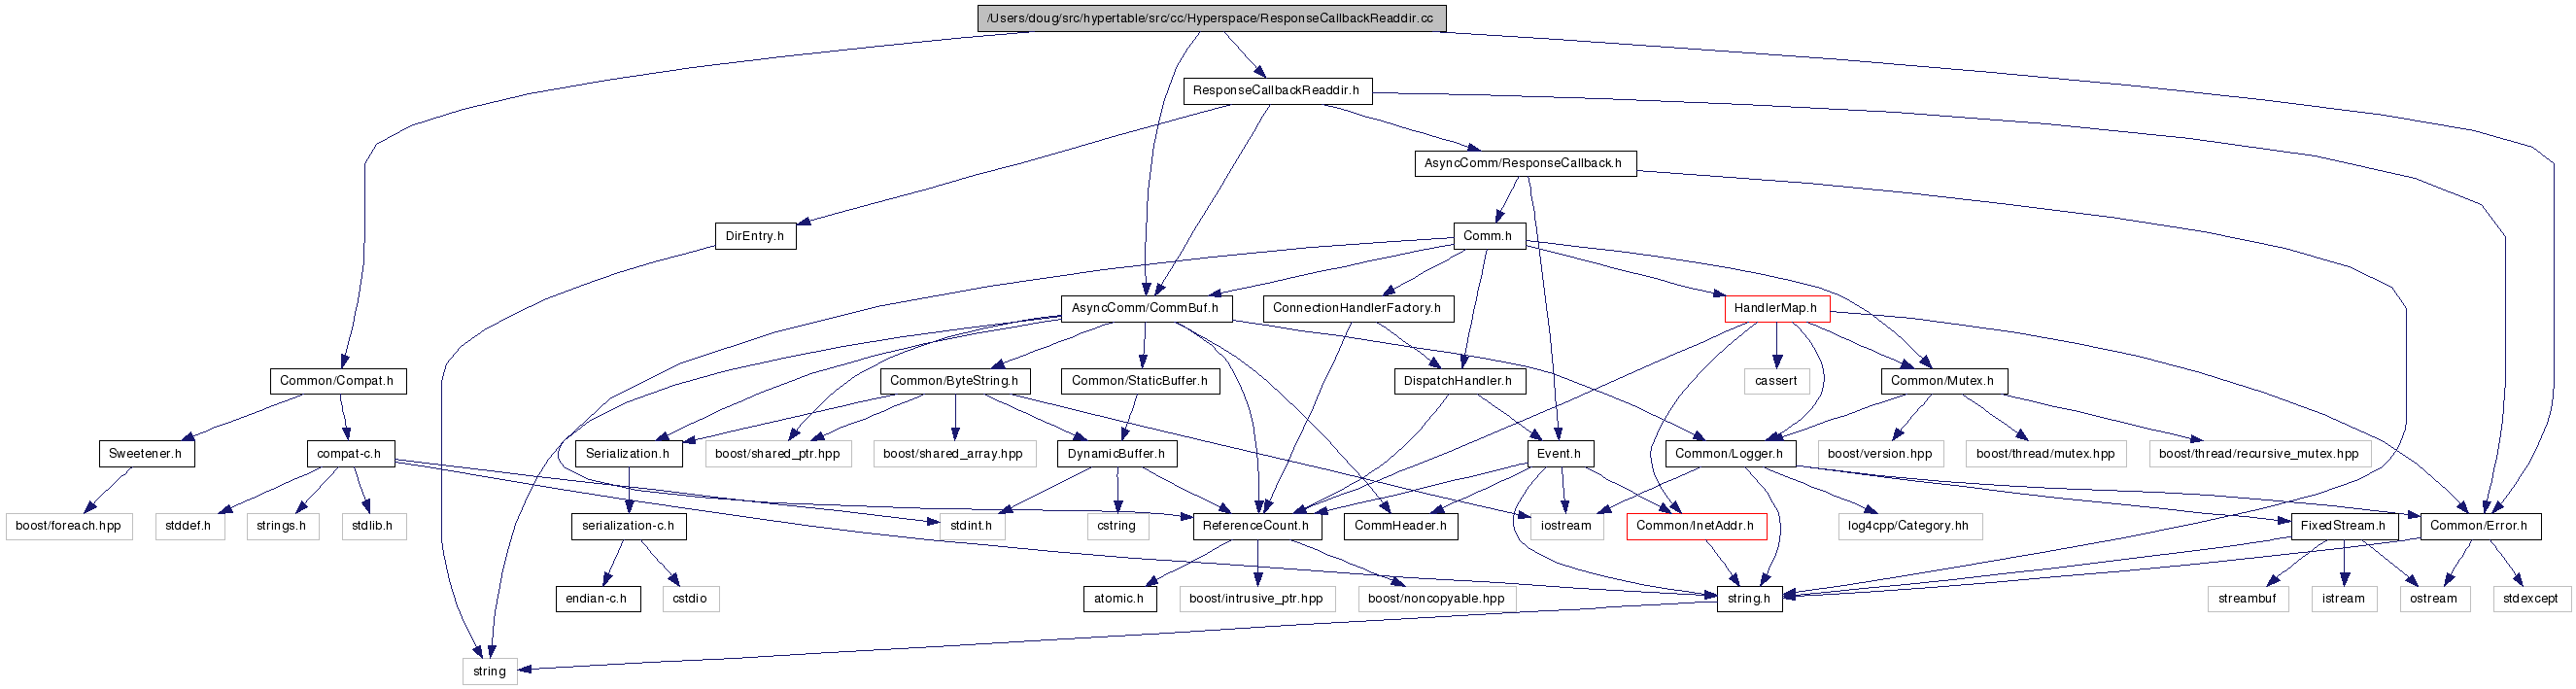 /Users/doug/src/hypertable/src/cc/Hyperspace/ResponseCallbackReaddir.cc
ResponseCallbackReaddir.h
AsyncComm/ResponseCallback.h
DirEntry.h
Comm.h
AsyncComm/CommBuf.h
ConnectionHandlerFactory.h
HandlerMap.h
Common/Compat.h
Common/ByteString.h
Common/StaticBuffer.h
DispatchHandler.h
cassert
Common/Mutex.h
Sweetener.h
compat-c.h
Serialization.h
boost/shared_ptr.hpp
boost/shared_array.hpp
DynamicBuffer.h
Event.h
Common/Logger.h
boost/version.hpp
boost/thread/mutex.hpp
boost/thread/recursive_mutex.hpp
boost/foreach.hpp
stddef.h
strings.h
stdlib.h
serialization-c.h
stdint.h
cstring
ReferenceCount.h
CommHeader.h
iostream
Common/InetAddr.h
log4cpp/Category.hh
FixedStream.h
Common/Error.h
endian-c.h
cstdio
atomic.h
boost/intrusive_ptr.hpp
boost/noncopyable.hpp
string.h
streambuf
istream
ostream
stdexcept
string